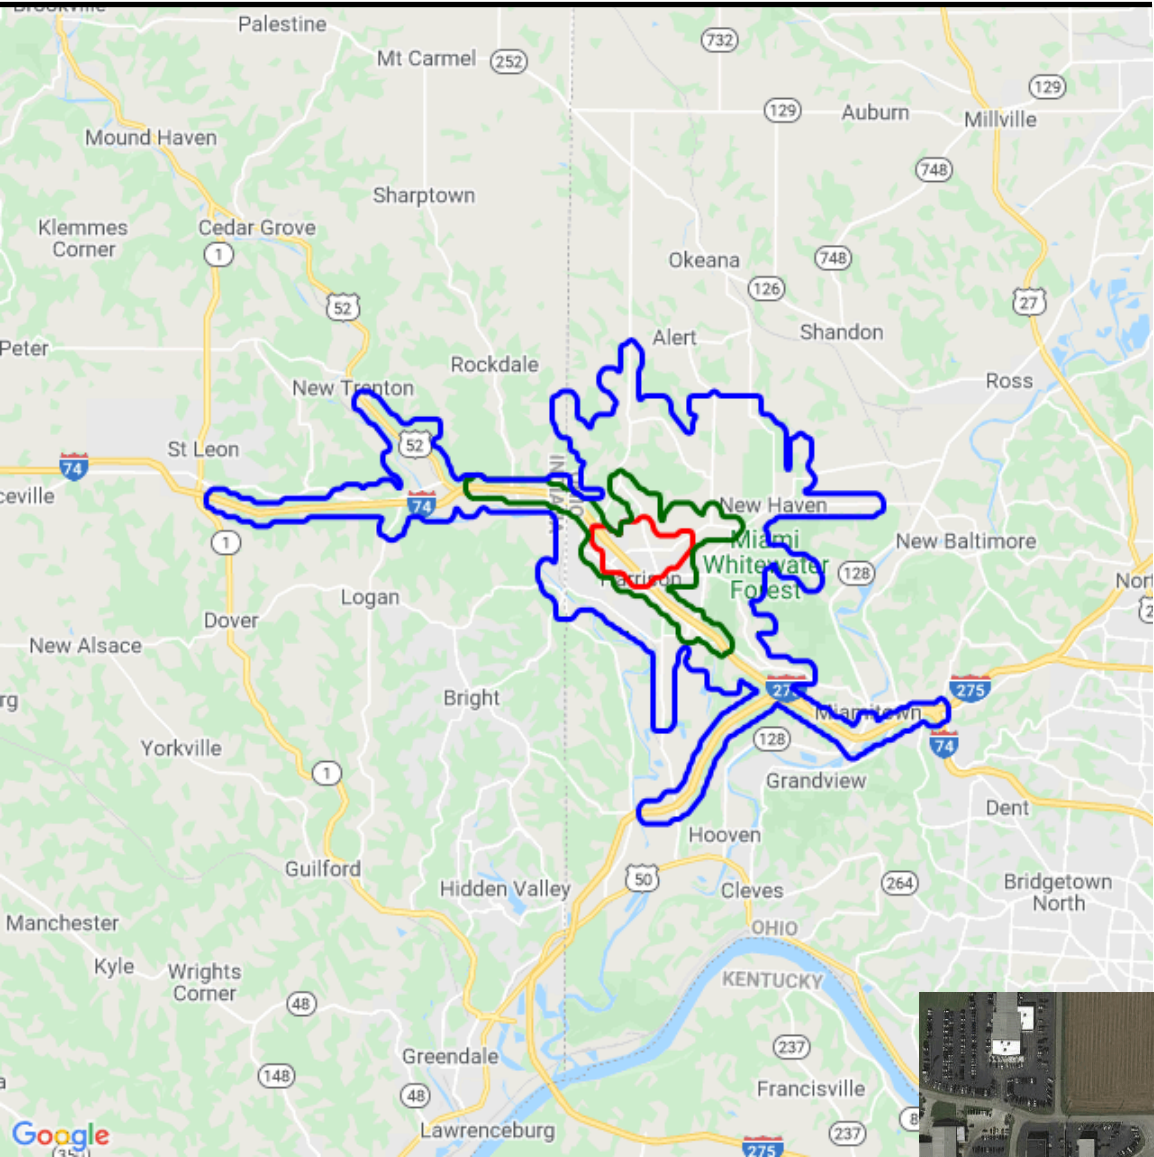 Palestine
Mt Carmel
252
732
129
129
Auburn
Millville
Mound Haven
748
Sharptown
Klemmes
Corner
Cedar Grove
1
Okeana
748
126
52
27
Peter
Alert
Shandon
Rockdale
New Trenton
Ross
St Leon
52
74
74
New Haven
1
New Baltimore
Miami
Whitewater
Forest
Harrison
128
Logan
Dover
New Alsace
Bright
275
Miamitown
128
74
Yorkville
1
Grandview
Dent
Hooven
Guilford
50
Hidden Valley
Cleves
264
Bridgetown
North
Manchester
OHIO
Kyle
Wrights
Corner
KENTUCKY
48
237
Greendale
148
48
Francisville
Google
Lawrenceburg
237
275